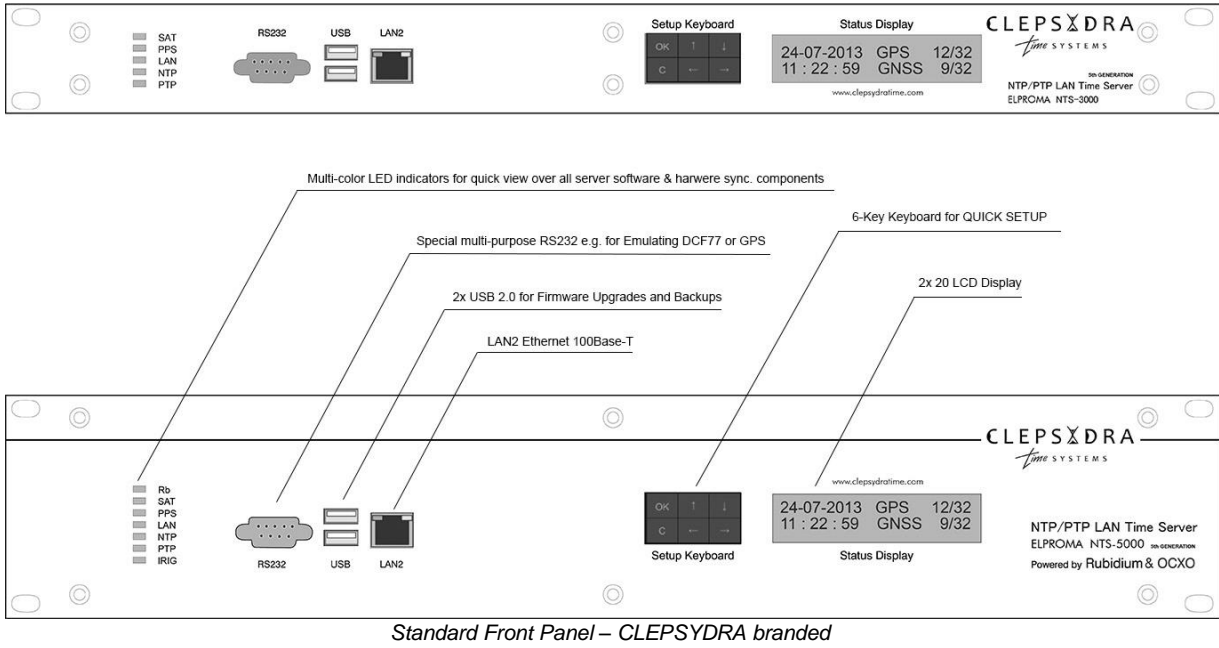 SAT
PPS
LAN
NTP
PTP
RS232
USB
LAN2
Setup Keyboard
OK ↑ ↓
C ← →
Status Display
24-07-2013 GPS 12/32
11 : 22 : 59 GNSS 9/32
www.clepsydratime.com
CLEPSYDRA
Time SYSTEMS
5th GENERATION
NTP/PTP LAN Time Server
ELPROMA NTS-3000
Multi-color LED indicators for quick view over all server software & harwere sync. components
6-Key Keyboard for QUICK SETUP
Special multi-purpose RS232 e.g. for Emulating DCF77 or GPS
2x 20 LCD Display
2x USB 2.0 for Firmware Upgrades and Backups
LAN2 Ethernet 100Base-T
CLEPSYDRA
Time SYSTEMS
Rb
SAT
PPS
LAN
NTP
PTP
IRIG
RS232
USB
LAN2
OK ↑ ↓
C ← →
Setup Keyboard
www.clepsydratime.com
24-07-2013 GPS 12/32
11 : 22 : 59 GNSS 9/32
Status Display
NTP/PTP LAN Time Server
ELPROMA NTS-5000 5th GENERATION
Powered by Rubidium & OCXO
Standard Front Panel – CLEPSYDRA branded